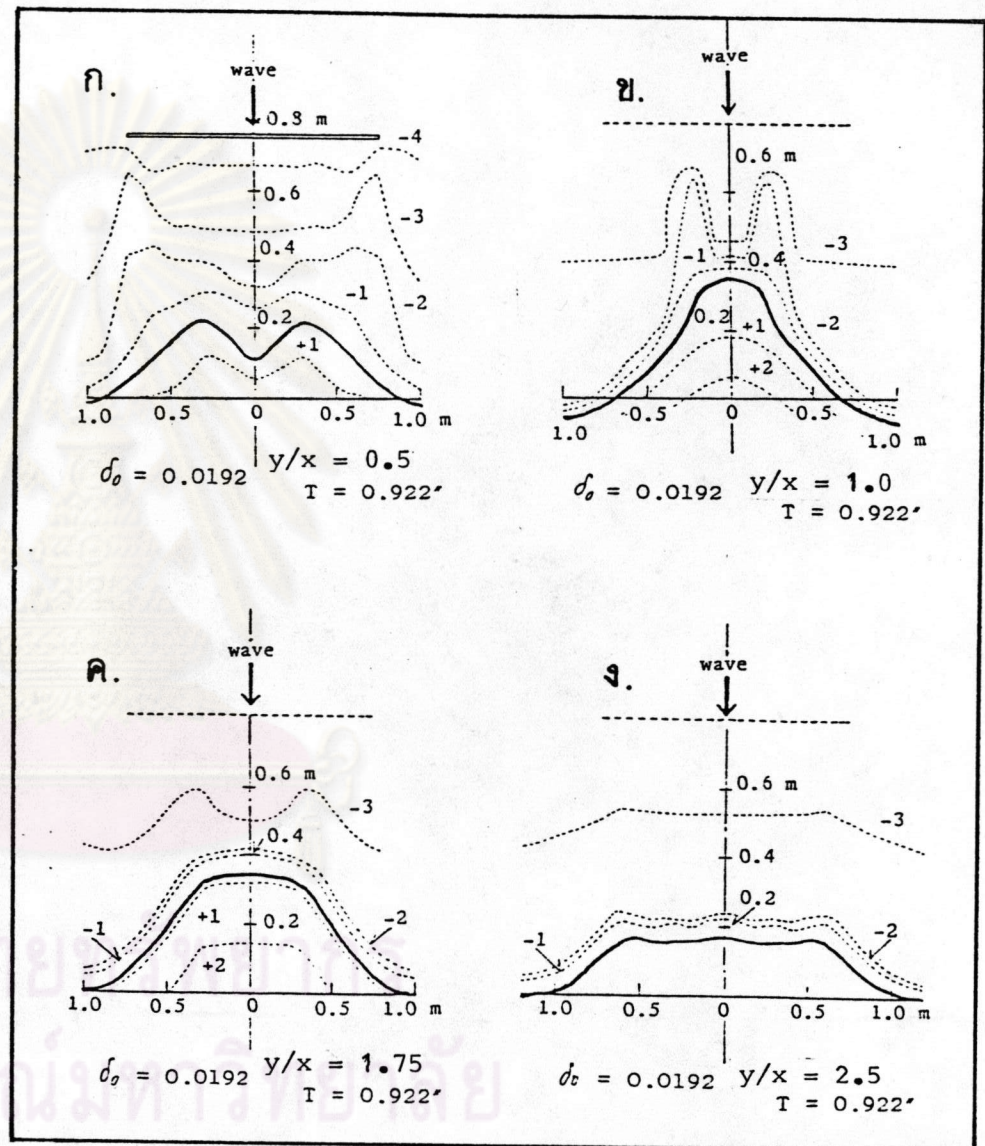 ก.
wave
0.8 m
-4
0.6
-3
0.4
-1
-2
0.2
+1
1.0 0.5 0 0.5 1.0 m
δₒ = 0.0192 y/x = 0.5
T = 0.922″
ข.
wave
0.6 m
-3
-1 0.4
-2
0.2 +1
+2
1.0 0.5 0 0.5 1.0 m
δₒ = 0.0192 y/x = 1.0
T = 0.922″
ค.
wave
0.6 m
-3
0.4
+1 0.2
-1 -2
+2
1.0 0.5 0 0.5 1.0 m
δₒ = 0.0192 y/x = 1.75
T = 0.922″
ง.
wave
0.6 m
-3
0.4
0.2
-1 -2
1.0 0.5 0 0.5 1.0 m
δₒ = 0.0192 y/x = 2.5
T = 0.922″